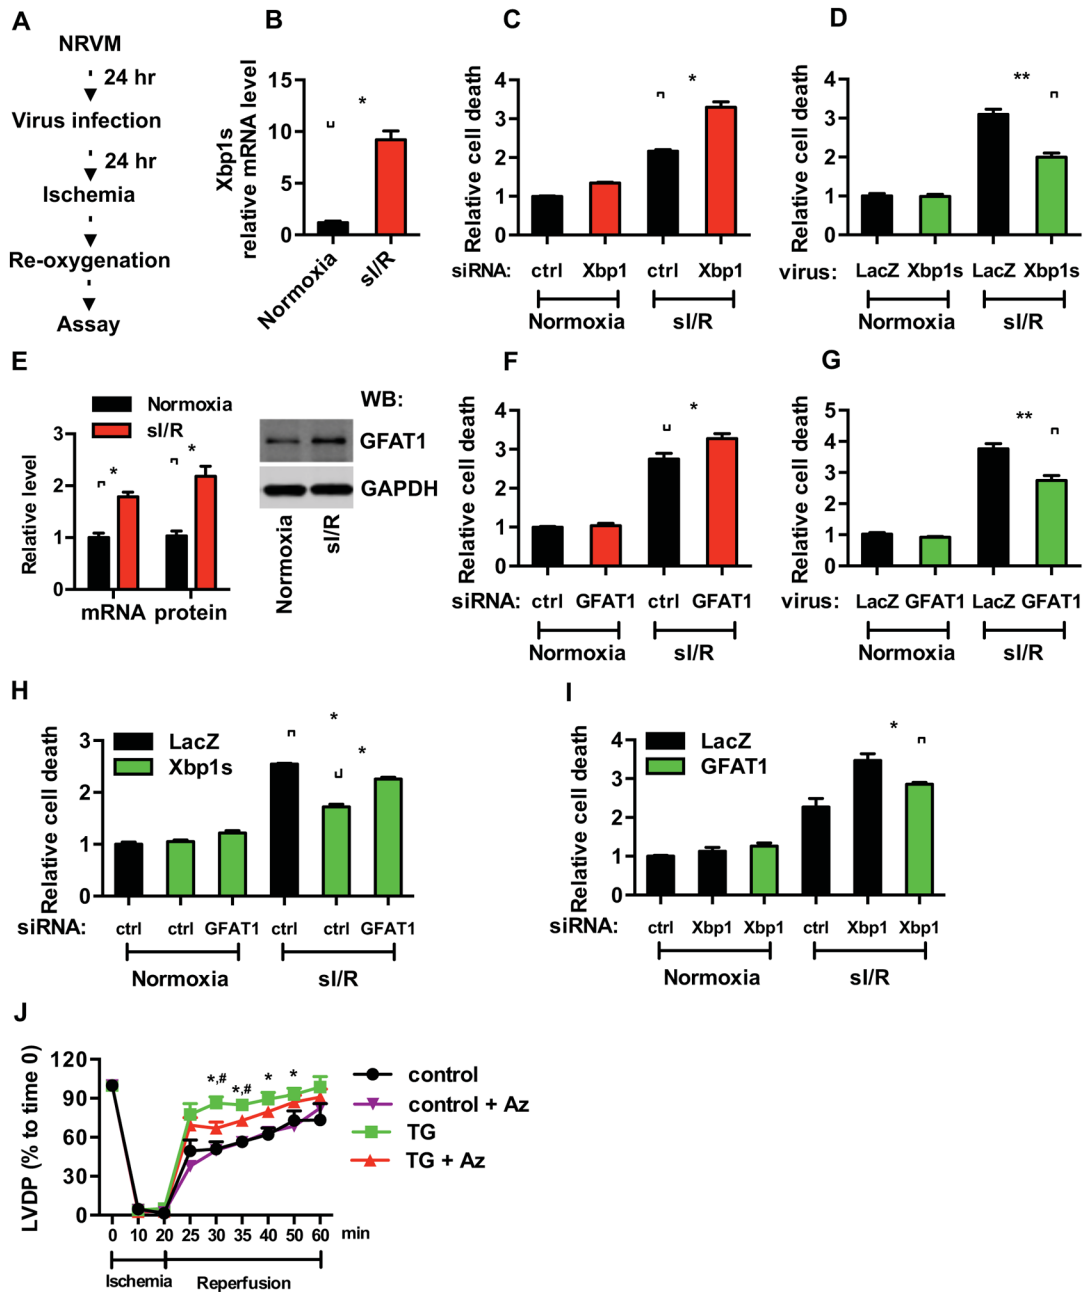 A
NRVM
24 hr
Virus infection
24 hr
Ischemia
Re-oxygenation
Assay
B
Xbp1s
relative mRNA level
15
10
5
0
*
Normoxia
sI/R
C
Relative cell death
4
3
2
1
0
*
siRNA: ctrl Xbp1 ctrl Xbp1
Normoxia sI/R
D
Relative cell death
4
3
2
1
0
**
virus: LacZ Xbp1s LacZ Xbp1s
Normoxia sI/R
E
Normoxia
sI/R
Relative level
3
2
1
0
* *
mRNA protein
WB:
GFAT1
GAPDH
Normoxia
sI/R
F
Relative cell death
4
3
2
1
0
*
siRNA: ctrl GFAT1 ctrl GFAT1
Normoxia sI/R
G
Relative cell death
5
4
3
2
1
0
**
virus: LacZ GFAT1 LacZ GFAT1
Normoxia sI/R
H
LacZ
Xbp1s
Relative cell death
3
2
1
0
*
*
siRNA: ctrl ctrl GFAT1 ctrl ctrl GFAT1
Normoxia sI/R
I
LacZ
GFAT1
Relative cell death
4
3
2
1
0
*
siRNA: ctrl Xbp1 Xbp1 ctrl Xbp1 Xbp1
Normoxia sI/R
J
LVDP (% to time 0)
120
90
60
30
0
*,# *,# * *
control
control + Az
TG
TG + Az
0 10 20 25 30 35 40 50 60 min
Ischemia Reperfusion